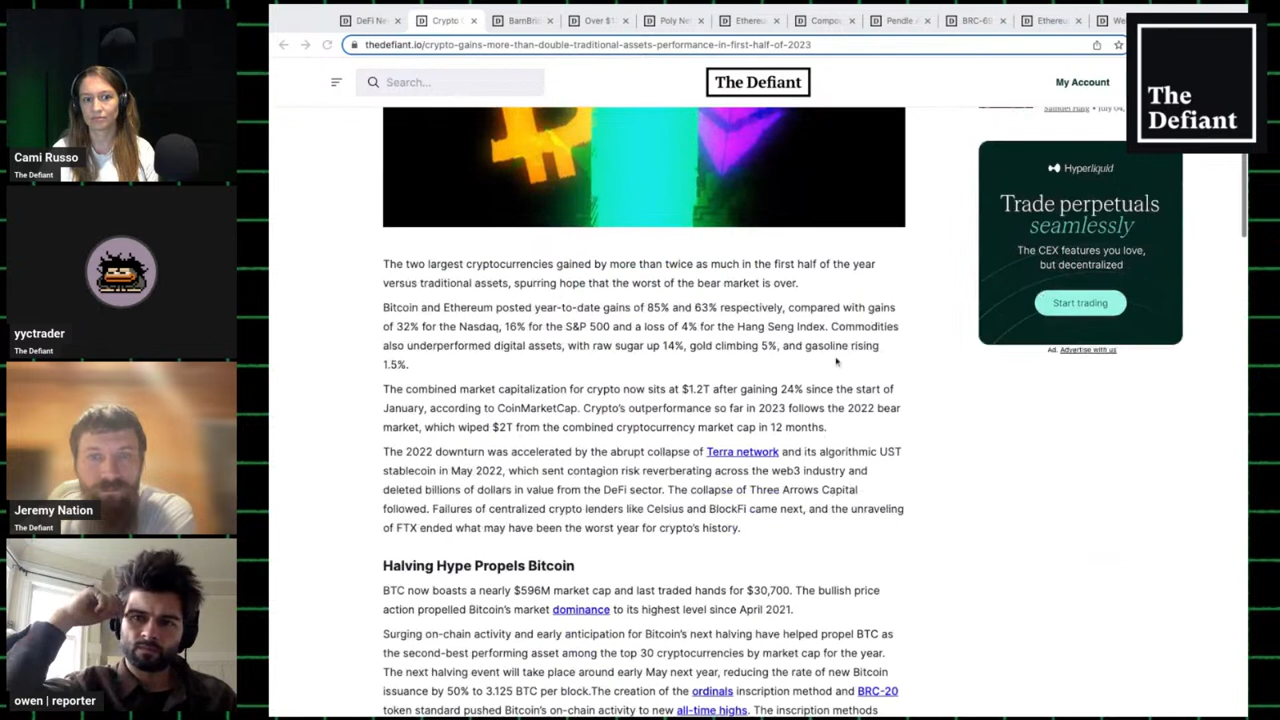 DeFi Ne
Crypto
BarnBri
Over $1
Poly Ne
Ethereu
Compou
Pendle
BRC-69
Ethereu
We
thedefiant.io/crypto-gains-more-than-double-traditional-assets-performance-in-first-half-of-2023
Search...
The Defiant
My Account
The
Defiant
Samuel Haig • July 04,
Hyperliquid
Trade perpetuals
seamlessly
The CEX features you love,
but decentralized
Start trading
Ad. Advertise with us
The two largest cryptocurrencies gained by more than twice as much in the first half of the year
versus traditional assets, spurring hope that the worst of the bear market is over.
Bitcoin and Ethereum posted year-to-date gains of 85% and 63% respectively, compared with gains
of 32% for the Nasdaq, 16% for the S&P 500 and a loss of 4% for the Hang Seng Index. Commodities
also underperformed digital assets, with raw sugar up 14%, gold climbing 5%, and gasoline rising
1.5%.
The combined market capitalization for crypto now sits at $1.2T after gaining 24% since the start of
January, according to CoinMarketCap. Crypto's outperformance so far in 2023 follows the 2022 bear
market, which wiped $2T from the combined cryptocurrency market cap in 12 months.
The 2022 downturn was accelerated by the abrupt collapse of Terra network and its algorithmic UST
stablecoin in May 2022, which sent contagion risk reverberating across the web3 industry and
deleted billions of dollars in value from the DeFi sector. The collapse of Three Arrows Capital
followed. Failures of centralized crypto lenders like Celsius and BlockFi came next, and the unraveling
of FTX ended what may have been the worst year for crypto's history.
Halving Hype Propels Bitcoin
BTC now boasts a nearly $596M market cap and last traded hands for $30,700. The bullish price
action propelled Bitcoin's market dominance to its highest level since April 2021.
Surging on-chain activity and early anticipation for Bitcoin's next halving have helped propel BTC as
the second-best performing asset among the top 30 cryptocurrencies by market cap for the year.
The next halving event will take place around early May next year, reducing the rate of new Bitcoin
issuance by 50% to 3.125 BTC per block.The creation of the ordinals inscription method and BRC-20
token standard pushed Bitcoin's on-chain activity to new all-time highs. The inscription methods
Cami Russo
The Defiant
yyctrader
The Defiant
Jeremy Nation
The Defiant
owen | reporter